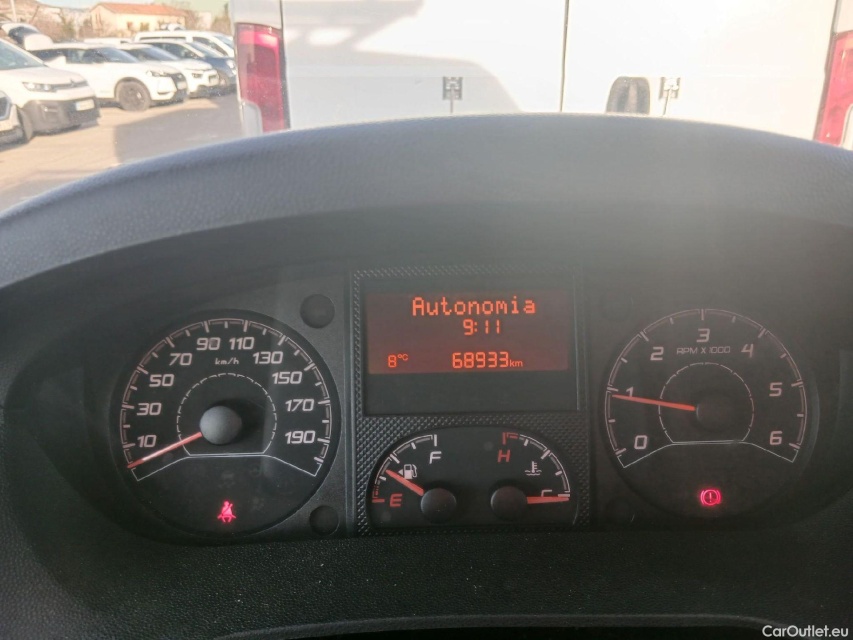 Autonomia
9:11
8°C 68933km
10 30 50 70 90 110 130 150 170 190
km/h
0 1 2 3 4 5 6
RPM X 1000
E F
H C
CarOutlet.eu